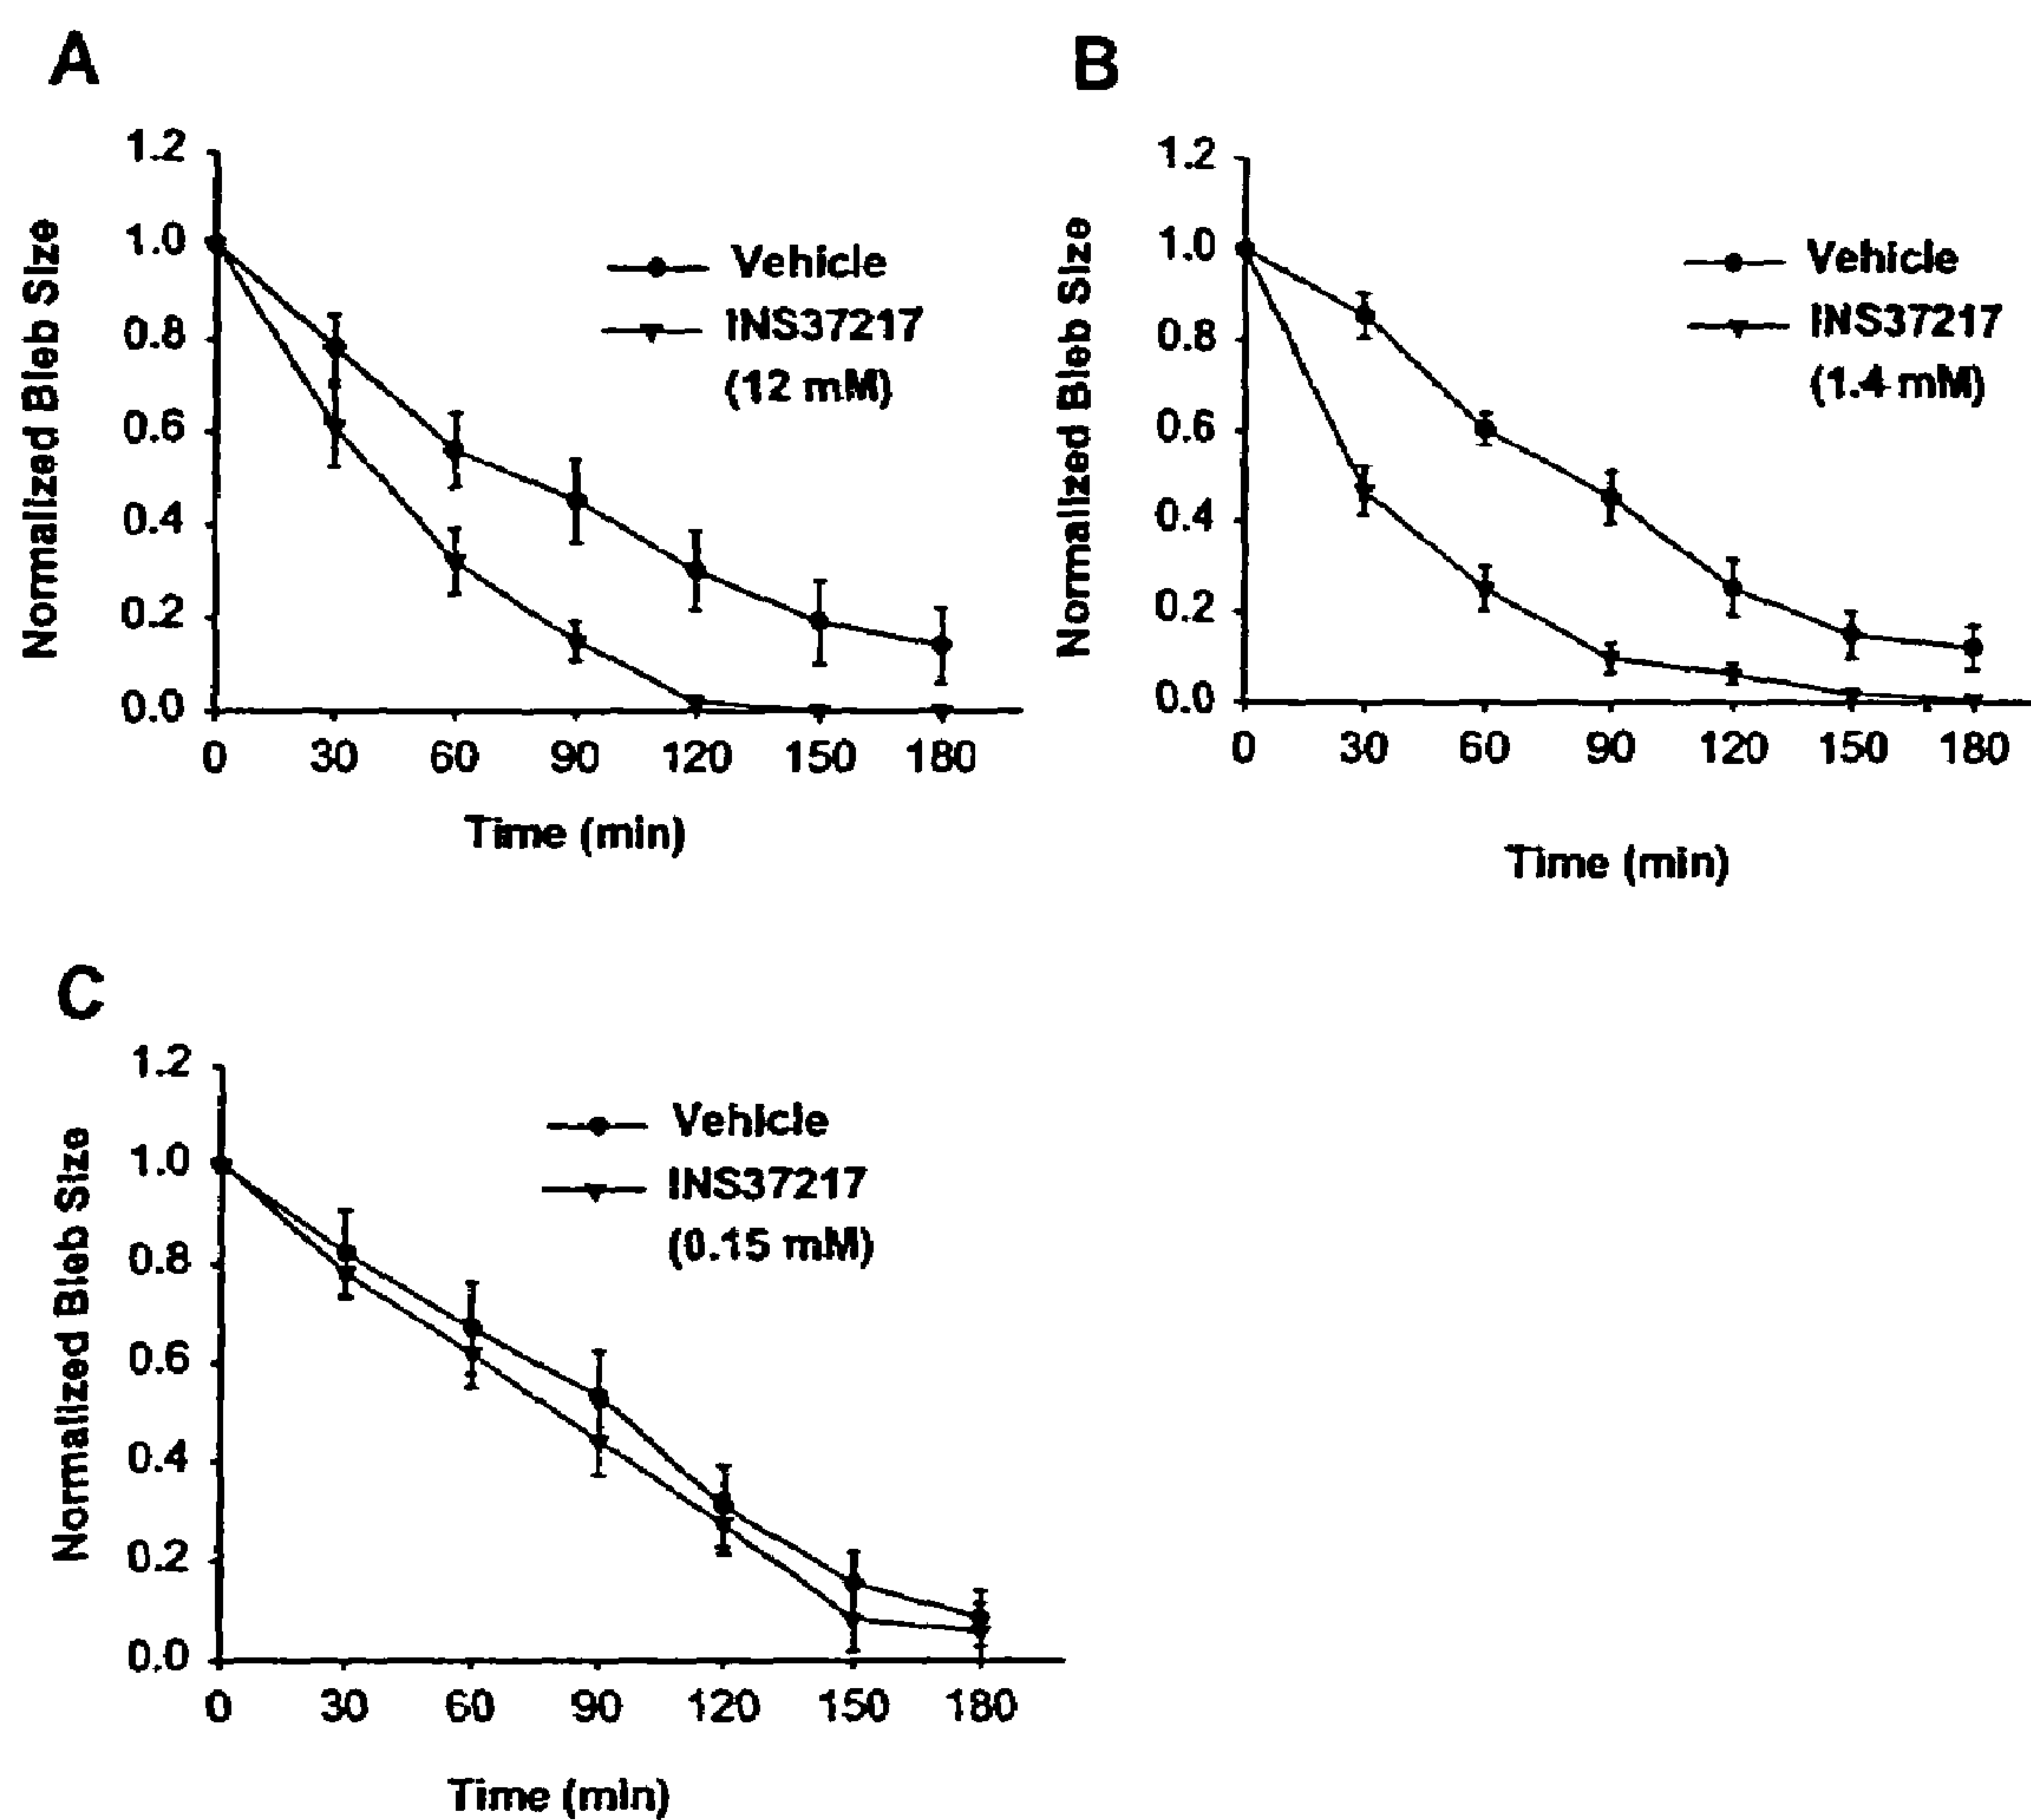 A
Normalized Bleb Size
1.2
1.0
0.8
0.6
0.4
0.2
0.0
Vehicle
INS37217
(12 mM)
0 30 60 90 120 150 180
Time (min)
B
Normalized Bleb Size
1.2
1.0
0.8
0.6
0.4
0.2
0.0
Vehicle
INS37217
(1.4 mM)
0 30 60 90 120 150 180
Time (min)
C
Normalized Bleb Size
1.2
1.0
0.8
0.6
0.4
0.2
0.0
Vehicle
INS37217
(0.15 mM)
0 30 60 90 120 150 180
Time (min)